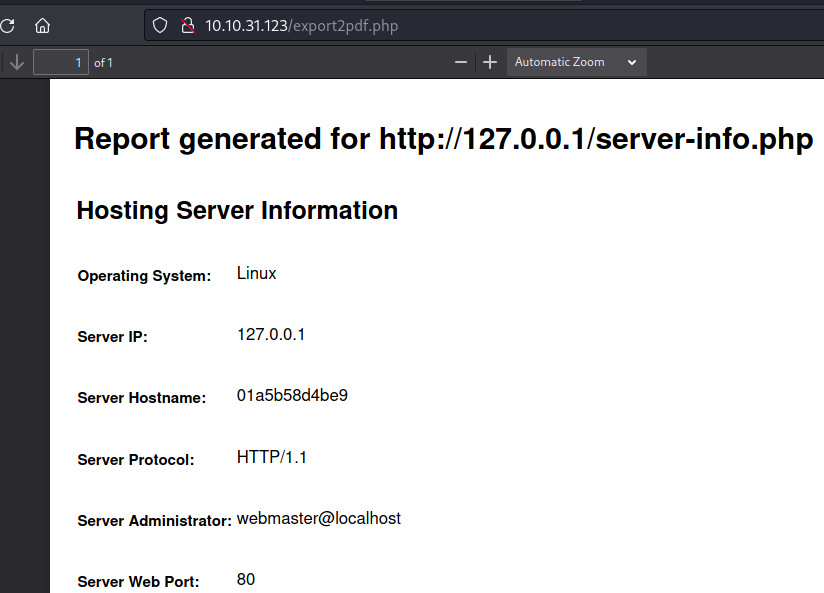 10.10.31.123/export2pdf.php
1 of 1 Automatic Zoom
Report generated for http://127.0.0.1/server-info.php
Hosting Server Information
Operating System: Linux
Server IP: 127.0.0.1
Server Hostname: 01a5b58d4be9
Server Protocol: HTTP/1.1
Server Administrator: webmaster@localhost
Server Web Port: 80